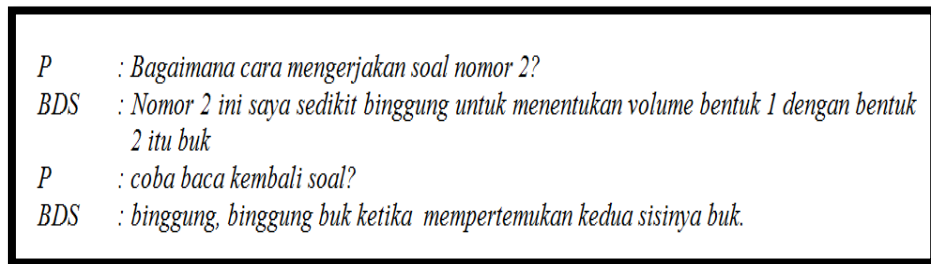 P : Bagaimana cara mengerjakan soal nomor 2?
BDS : Nomor 2 ini saya sedikit binggung untuk menentukan volume bentuk 1 dengan bentuk
2 itu buk
P : coba baca kembali soal?
BDS : binggung, binggung buk ketika mempertemukan kedua sisinya buk.